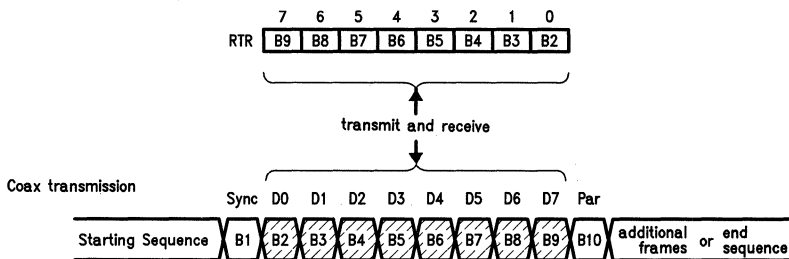 7 6 5 4 3 2 1 0
RTR B9 B8 B7 B6 B5 B4 B3 B2
transmit and receive
Coax transmission
Sync D0 D1 D2 D3 D4 D5 D6 D7 Par
Starting Sequence B1 B2 B3 B4 B5 B6 B7 B8 B9 B10 additional frames or end sequence